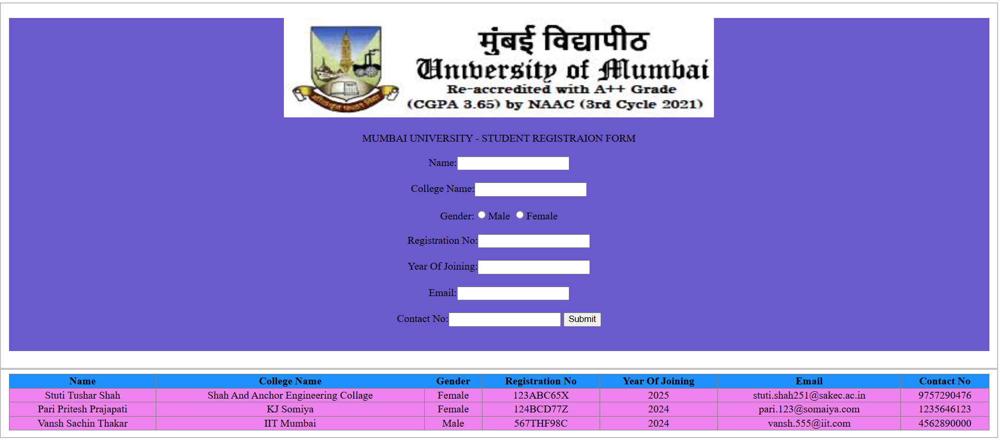 मुंबई विद्यापीठ
University of Mumbai
Re-accredited with A++ Grade
(CGPA 3.65) by NAAC (3rd Cycle 2021)
MUMBAI UNIVERSITY - STUDENT REGISTRAION FORM
Name:
College Name:
Gender: Male Female
Registration No:
Year Of Joining:
Email:
Contact No: Submit
Name College Name Gender Registration No Year Of Joining Email Contact No
Stuti Tushar Shah Shah And Anchor Engineering Collage Female 123ABC65X 2025 stuti.shah251@sakec.ac.in 9757290476
Pari Pritesh Prajapati KJ Somiya Female 124BCD77Z 2024 pari.123@somaiya.com 1235646123
Vansh Sachin Thakar IIT Mumbai Male 567THF98C 2024 vansh.555@iit.com 4562890000